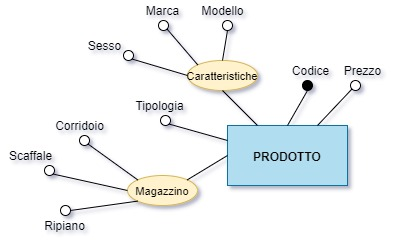 Marca
Modello
Sesso
Caratteristiche
Codice
Prezzo
Tipologia
Corridoio
PRODOTTO
Scaffale
Magazzino
Ripiano